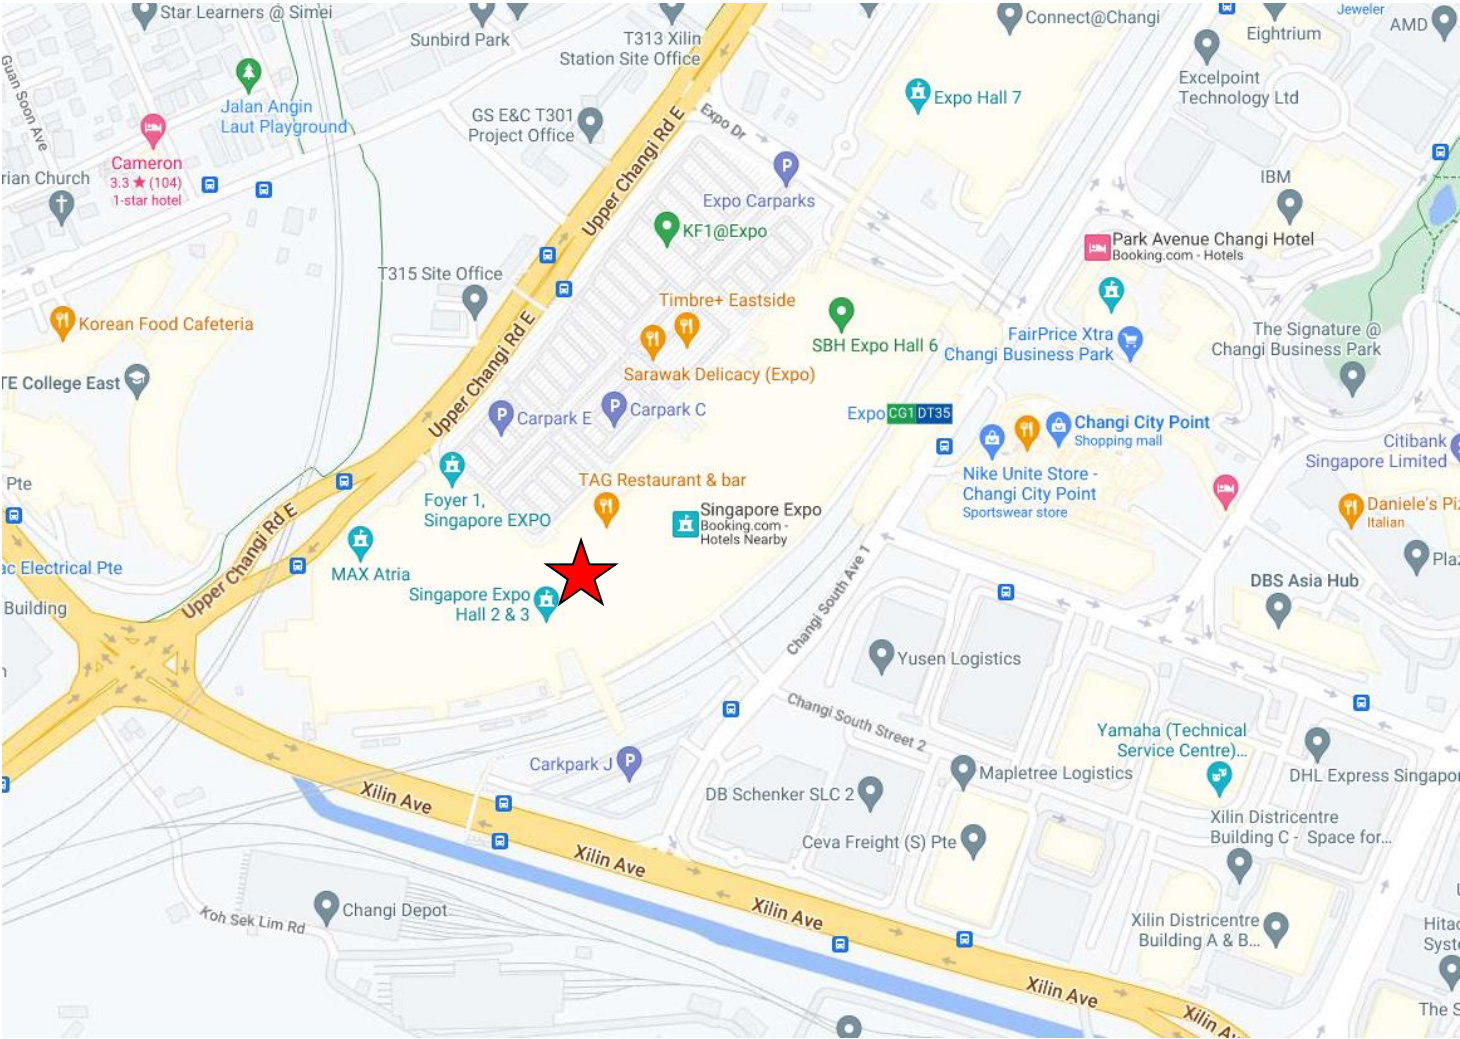 Star Learners @ Simei
Sunbird Park
T313 Xilin
Station Site Office
Connect@Changi
Jeweler
Eightrium
AMD
Guan Soon Ave
Jalan Angin
Laut Playground
GS E&C T301
Project Office
Expo Dr
Expo Hall 7
Excelpoint
Technology Ltd
Cameron
3.3 ★ (104)
1-star hotel
rian Church
Upper Changi Rd E
Expo Carparks
IBM
KF1@Expo
Park Avenue Changi Hotel
Booking.com - Hotels
T315 Site Office
Korean Food Cafeteria
Timbre+ Eastside
SBH Expo Hall 6
FairPrice Xtra
Changi Business Park
The Signature @
Changi Business Park
TE College East
Upper Changi Rd E
Sarawak Delicacy (Expo)
Carpark E
Carpark C
Expo CG1 DT35
Changi City Point
Shopping mall
Citibank
Singapore Limited
Nike Unite Store -
Changi City Point
Sportswear store
Pte
Foyer 1,
Singapore EXPO
TAG Restaurant & bar
Singapore Expo
Booking.com -
Hotels Nearby
Daniele's Piz
Italian
Upper Changi Rd E
ac Electrical Pte
MAX Atria
Plaz
Building
Singapore Expo
Hall 2 & 3
Changi South Ave 1
DBS Asia Hub
Yusen Logistics
n
Changi South Street 2
Yamaha (Technical
Service Centre)...
Carkpark J
Mapletree Logistics
DHL Express Singapor
Xilin Ave
DB Schenker SLC 2
Xilin Districentre
Building C - Space for...
Ceva Freight (S) Pte
Xilin Ave
Koh Sek Lim Rd
Changi Depot
Xilin Ave
Xilin Districentre
Building A & B...
Hitac
Syste
Xilin Ave
The S
Xilin Av